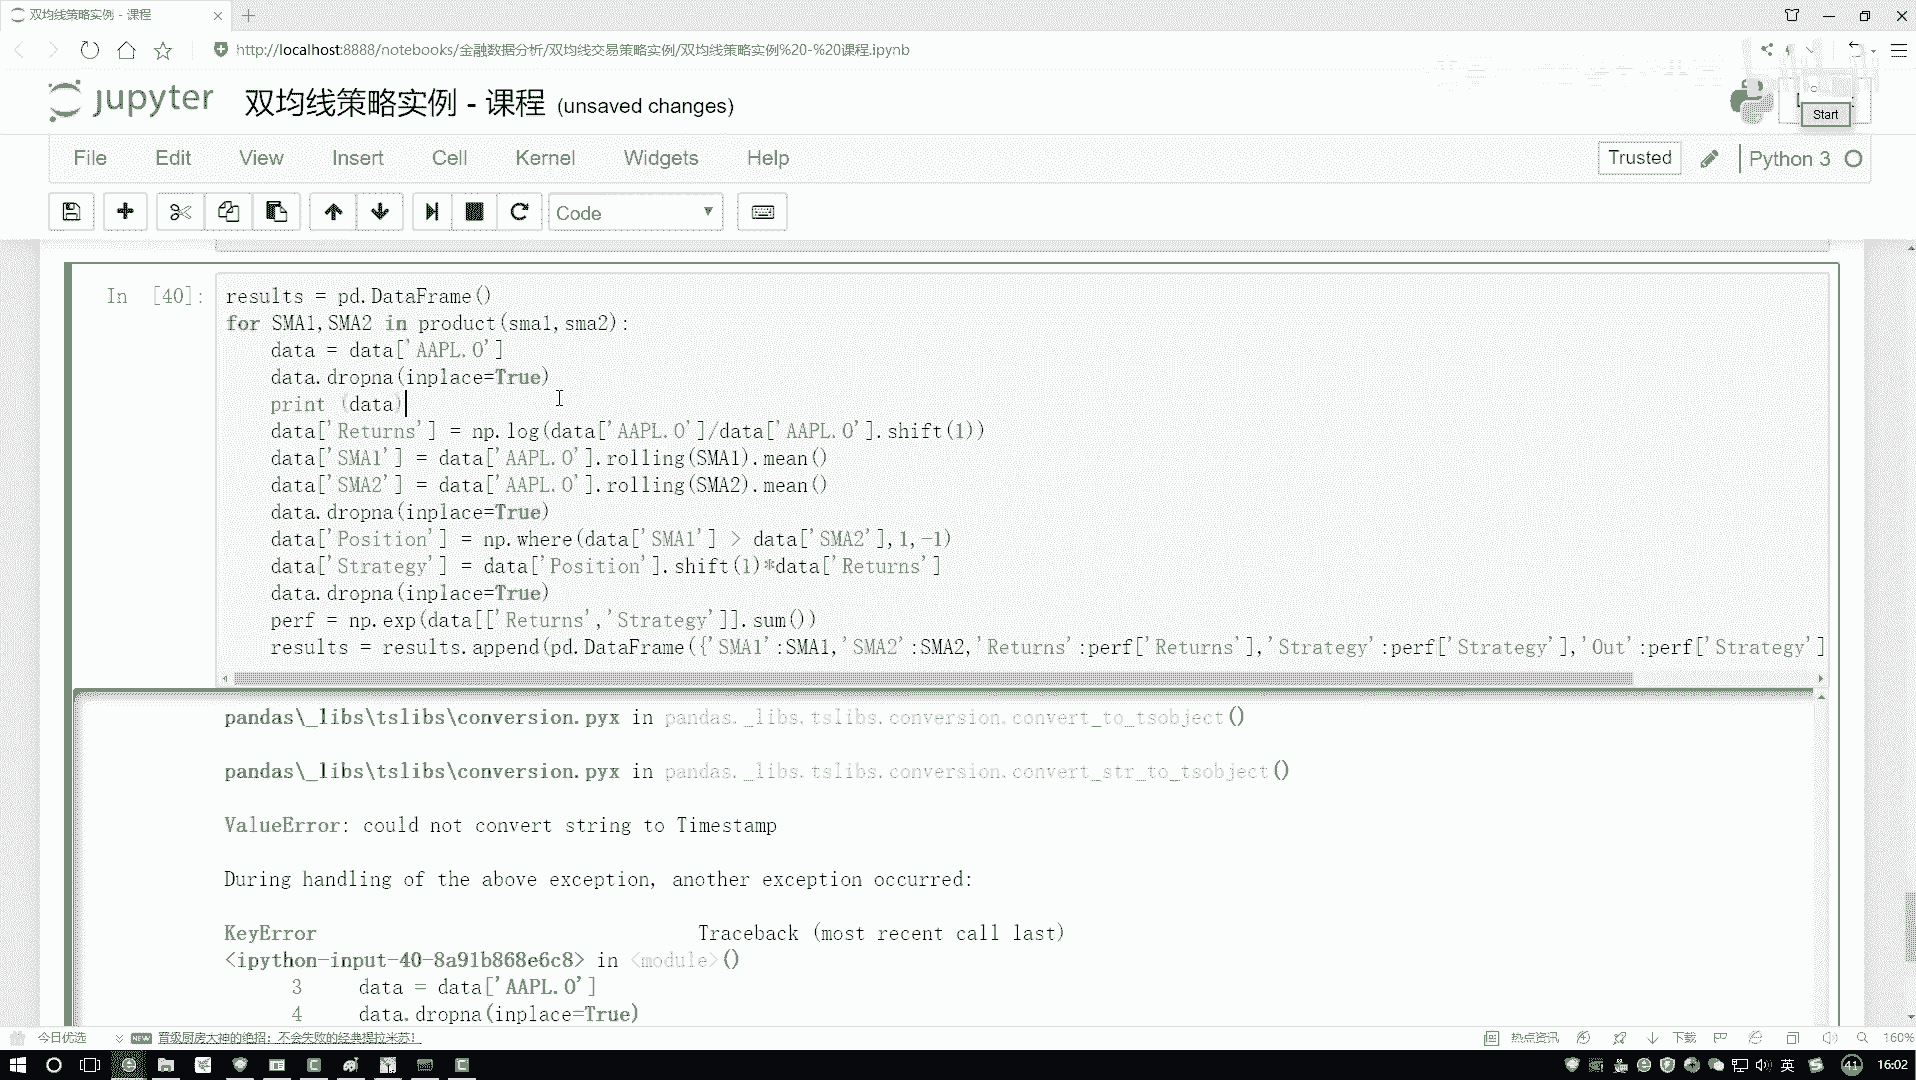 双均线策略实例 - 课程
http://localhost:8888/notebooks/金融数据分析/双均线交易策略实例/双均线策略实例%20-%20课程.ipynb
jupyter 双均线策略实例 - 课程 (unsaved changes)
Start
File Edit View Insert Cell Kernel Widgets Help
Trusted Python 3
Code
In [40]:
results = pd.DataFrame()
for SMA1,SMA2 in product(sma1,sma2):
    data = data['AAPL.O']
    data.dropna(inplace=True)
    print (data)
    data['Returns'] = np.log(data['AAPL.O']/data['AAPL.O'].shift(1))
    data['SMA1'] = data['AAPL.O'].rolling(SMA1).mean()
    data['SMA2'] = data['AAPL.O'].rolling(SMA2).mean()
    data.dropna(inplace=True)
    data['Position'] = np.where(data['SMA1'] > data['SMA2'],1,-1)
    data['Strategy'] = data['Position'].shift(1)*data['Returns']
    data.dropna(inplace=True)
    perf = np.exp(data[['Returns','Strategy']].sum())
    results = results.append(pd.DataFrame({'SMA1':SMA1,'SMA2':SMA2,'Returns':perf['Returns'],'Strategy':perf['Strategy'],'Out':perf['Strategy']
pandas\_libs\tslibs\conversion.pyx in pandas._libs.tslibs.conversion.convert_to_tsobject()
pandas\_libs\tslibs\conversion.pyx in pandas._libs.tslibs.conversion.convert_str_to_tsobject()
ValueError: could not convert string to Timestamp
During handling of the above exception, another exception occurred:
KeyError Traceback (most recent call last)
<ipython-input-40-8a91b868e6c8> in <module>()
3 data = data['AAPL.O']
4 data.dropna(inplace=True)
今日优选 NEW 晋级厨房大神的绝招：不会失败的经典提拉米苏！ 热点资讯 下载 160%
英 41 16:02